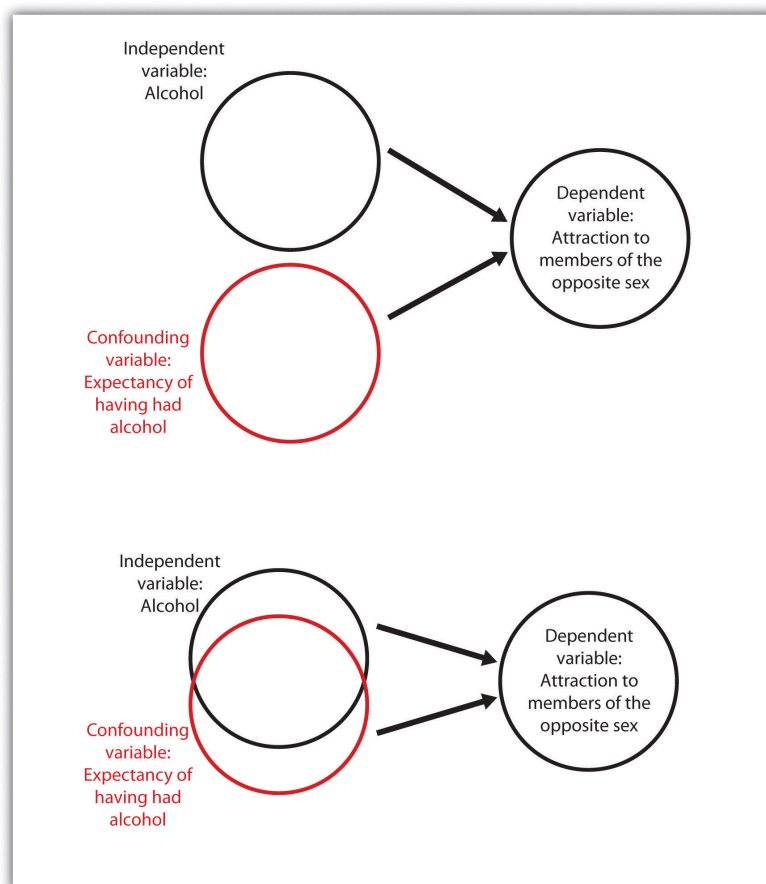 Independent
variable:
Alcohol
Dependent
variable:
Attraction to
members of the
opposite sex
Confounding
variable:
Expectancy of
having had
alcohol
Independent
variable:
Alcohol
Dependent
variable:
Attraction to
members of the
opposite sex
Confounding
variable:
Expectancy of
having had
alcohol